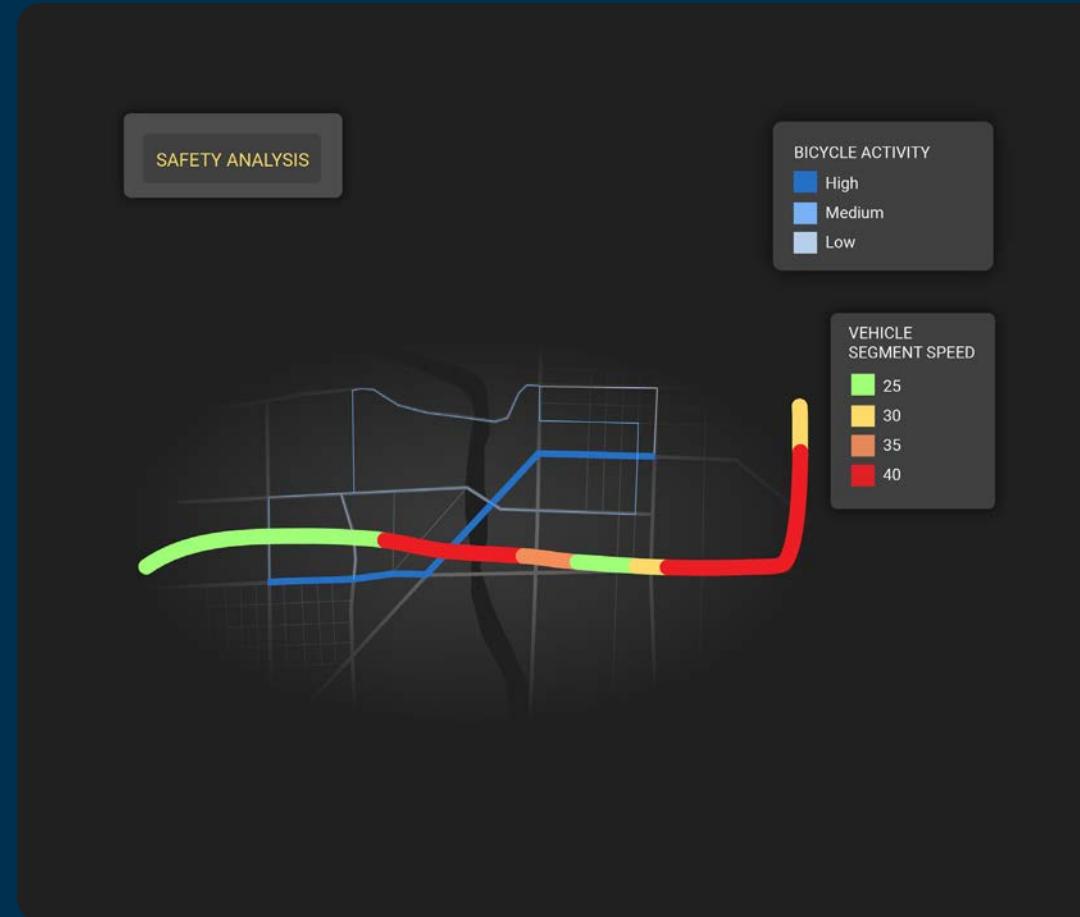 SAFETY ANALYSIS
BICYCLE ACTIVITY
High
Medium
Low
VEHICLE
SEGMENT SPEED
25
30
35
40